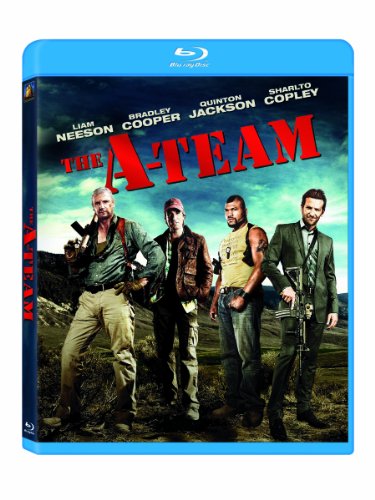 Blu-ray Disc
LIAM NEESON
BRADLEY COOPER
QUINTON JACKSON
SHARLTO COPLEY
THE A-TEAM
THE A-TEAM